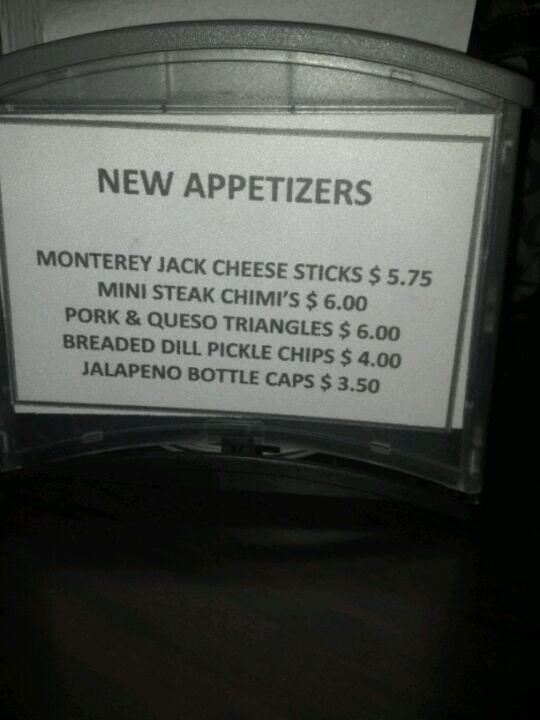 NEW APPETIZERS
MONTEREY JACK CHEESE STICKS $ 5.75
MINI STEAK CHIMI'S $ 6.00
PORK & QUESO TRIANGLES $ 6.00
BREADED DILL PICKLE CHIPS $ 4.00
JALAPENO BOTTLE CAPS $ 3.50